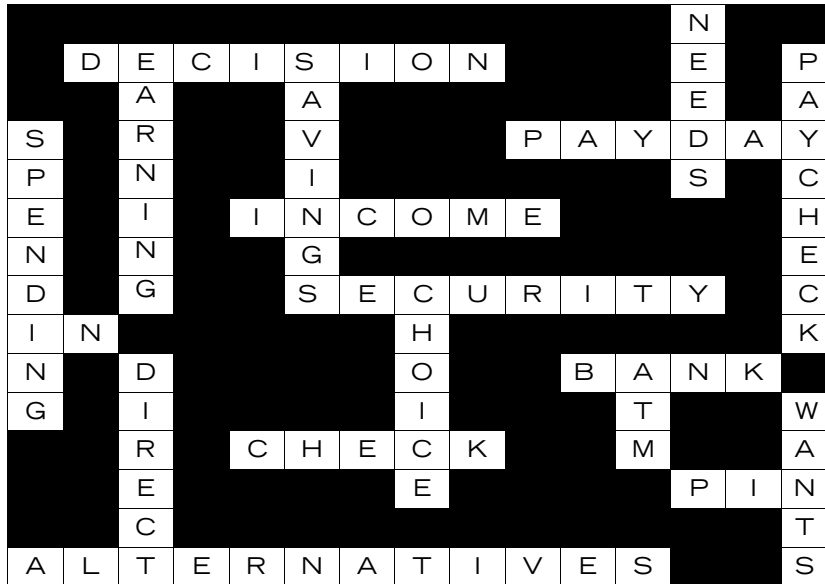 N
D E C I S I O N E P
A A E A
S R V P A Y D A Y
P N I S C
E I I N C O M E H
N N G E
D G S E C U R I T Y C
I N H K
N D O B A N K
G I I T W
R C H E C K M A
E E P I N
C T
A L T E R N A T I V E S S